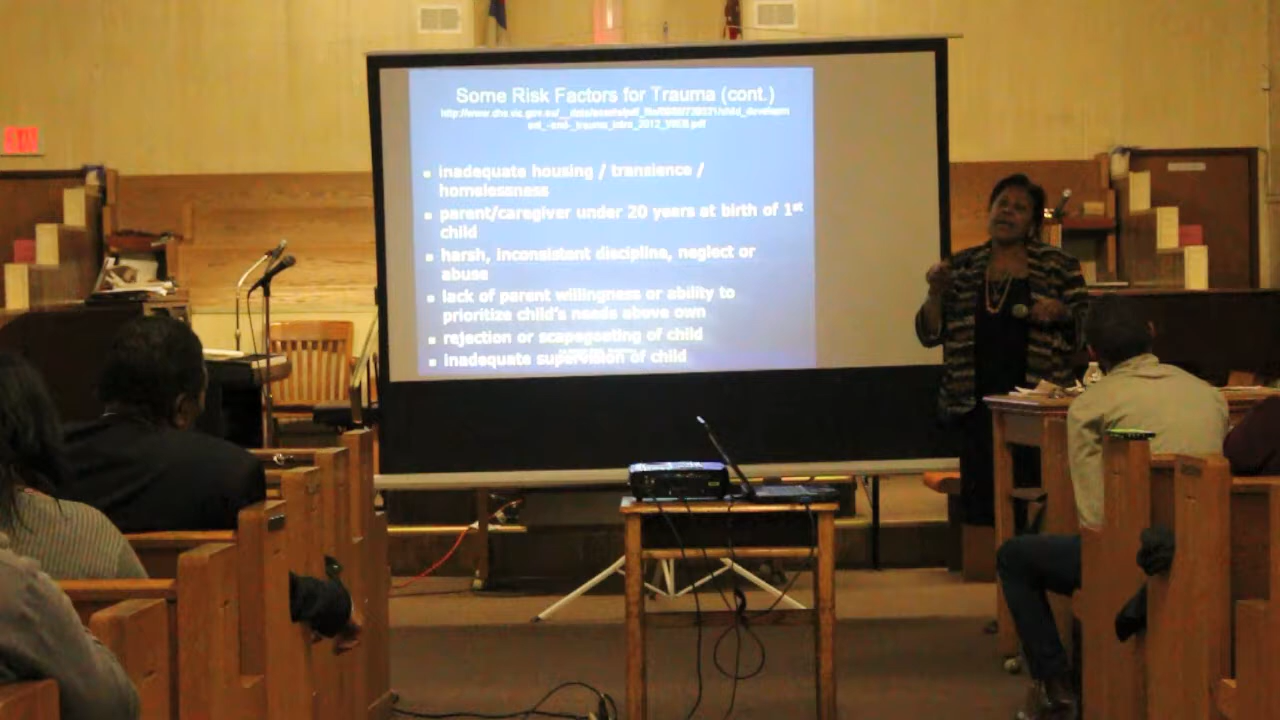 Some Risk Factors for Trauma (cont.)
inadequate housing / transience /
homelessness
parent/caregiver under 20 years at birth of 1st
child
harsh, inconsistent discipline, neglect or
abuse
lack of parent willingness or ability to
prioritize child's needs above own
rejection or scapegoating of child
inadequate supervision of child